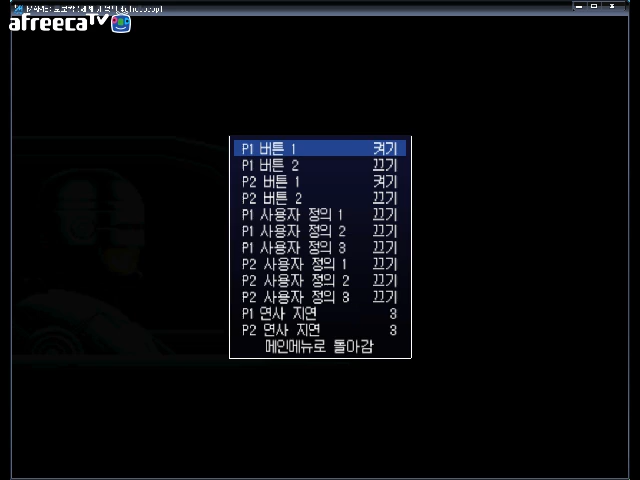 afreecaTV
P1 버튼 1 켜기
P1 버튼 2 끄기
P2 버튼 1 켜기
P2 버튼 2 끄기
P1 사용자 정의 1 끄기
P1 사용자 정의 2 끄기
P1 사용자 정의 3 끄기
P2 사용자 정의 1 끄기
P2 사용자 정의 2 끄기
P2 사용자 정의 3 끄기
P1 연사 지연 3
P2 연사 지연 3
메인메뉴로 돌아감